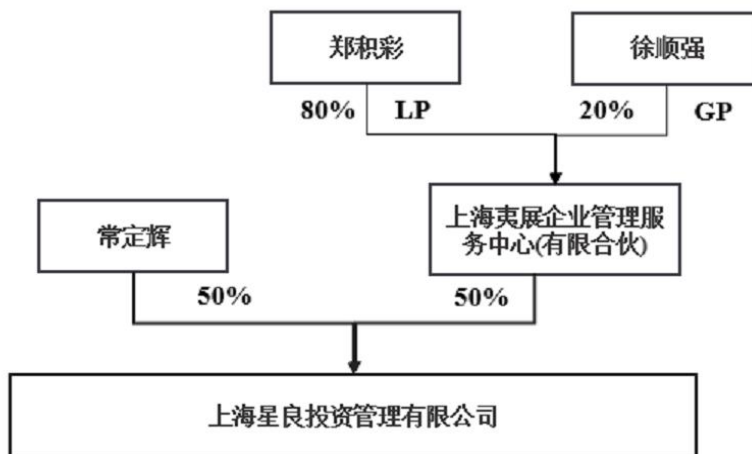 郑积彩
徐顺强
80% LP
20% GP
常定辉
上海夷展企业管理服
务中心(有限合伙)
50%
50%
上海星良投资管理有限公司